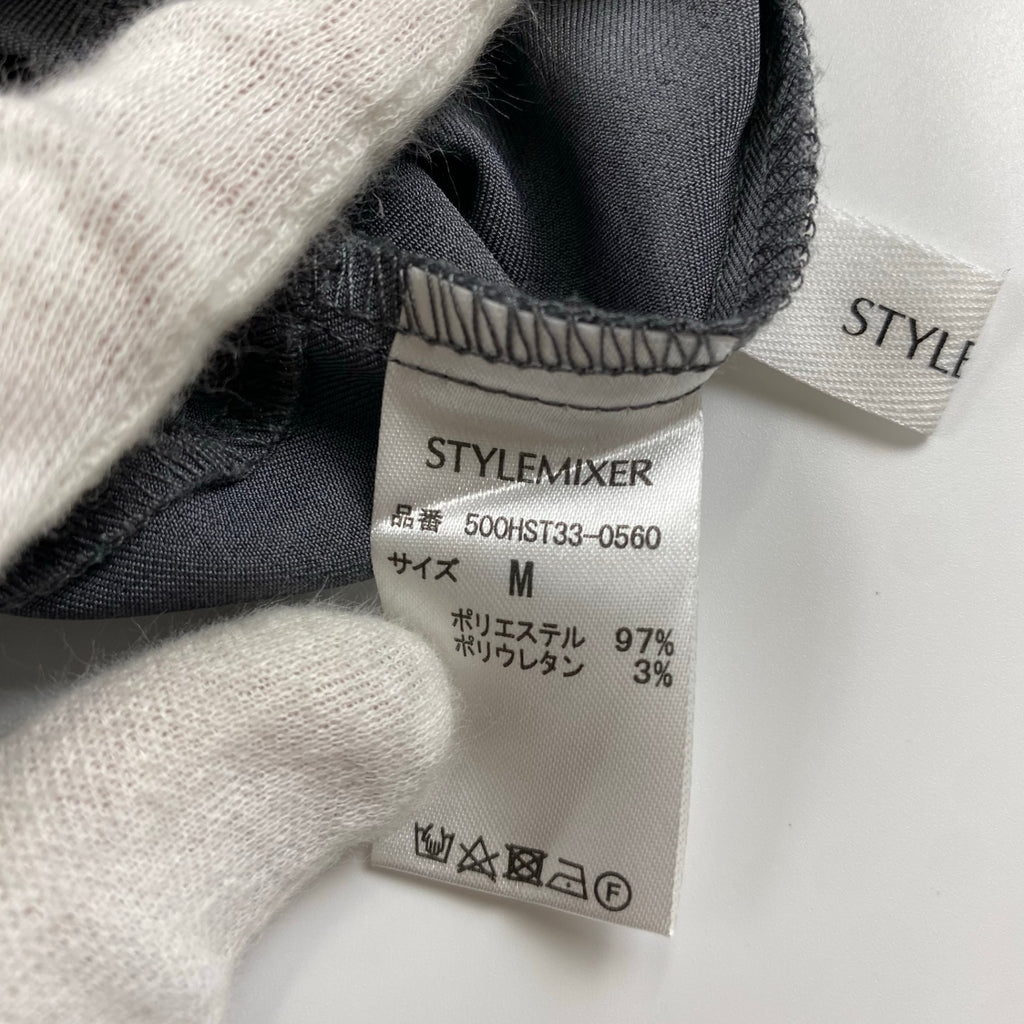 STYLE
STYLEMIXER
品番 500HST33-0560
サイズ M
ポリエステル 97%
ポリウレタン 3%
F